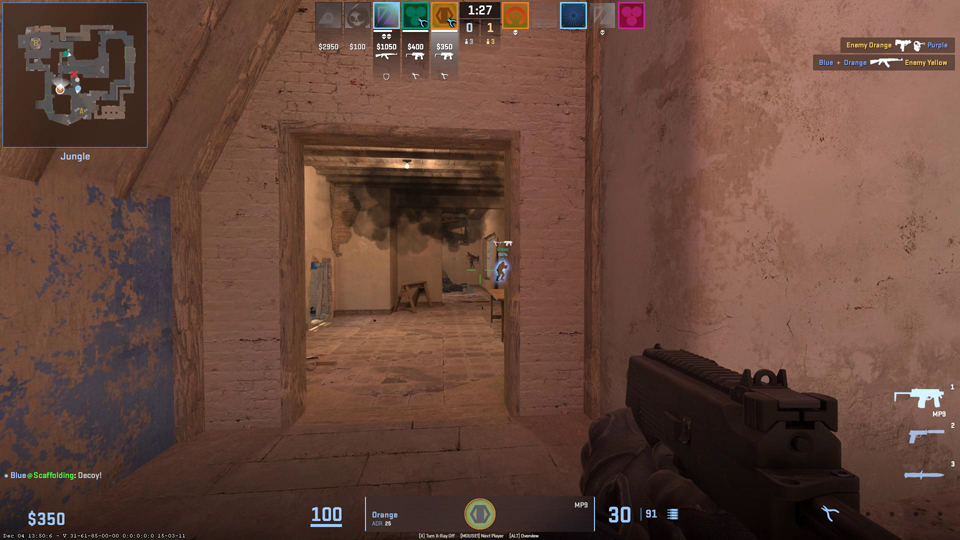 1:27
0 1
3 3
$2950 $100 $1050 $400 $350
Enemy Orange Purple
Blue + Orange Enemy Yellow
Jungle
A
1
MP9
2
3
Blue@Scaffolding: Decoy!
$350
100
Orange
ADR 25
MP9
30 | 91
[X] Turn X-Ray Off [MOUSE1] Next Player [ALT] Overview